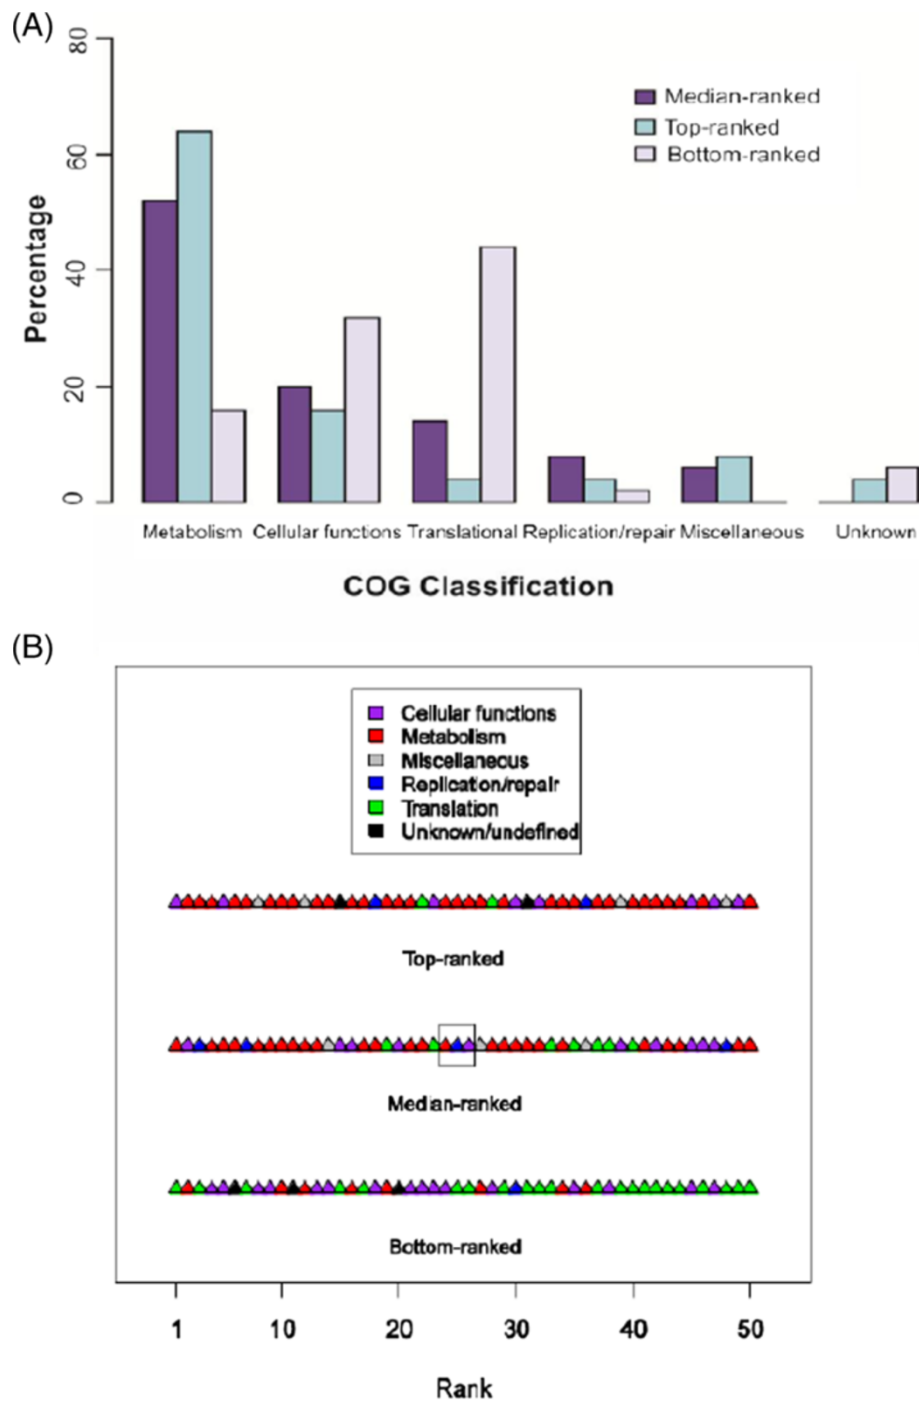 (A)
80
60
40
20
0
Percentage
Median-ranked
Top-ranked
Bottom-ranked
Metabolism Cellular functions Translational Replication/repair Miscellaneous Unknown
COG Classification
(B)
Cellular functions
Metabolism
Miscellaneous
Replication/repair
Translation
Unknown/undefined
Top-ranked
Median-ranked
Bottom-ranked
1 10 20 30 40 50
Rank